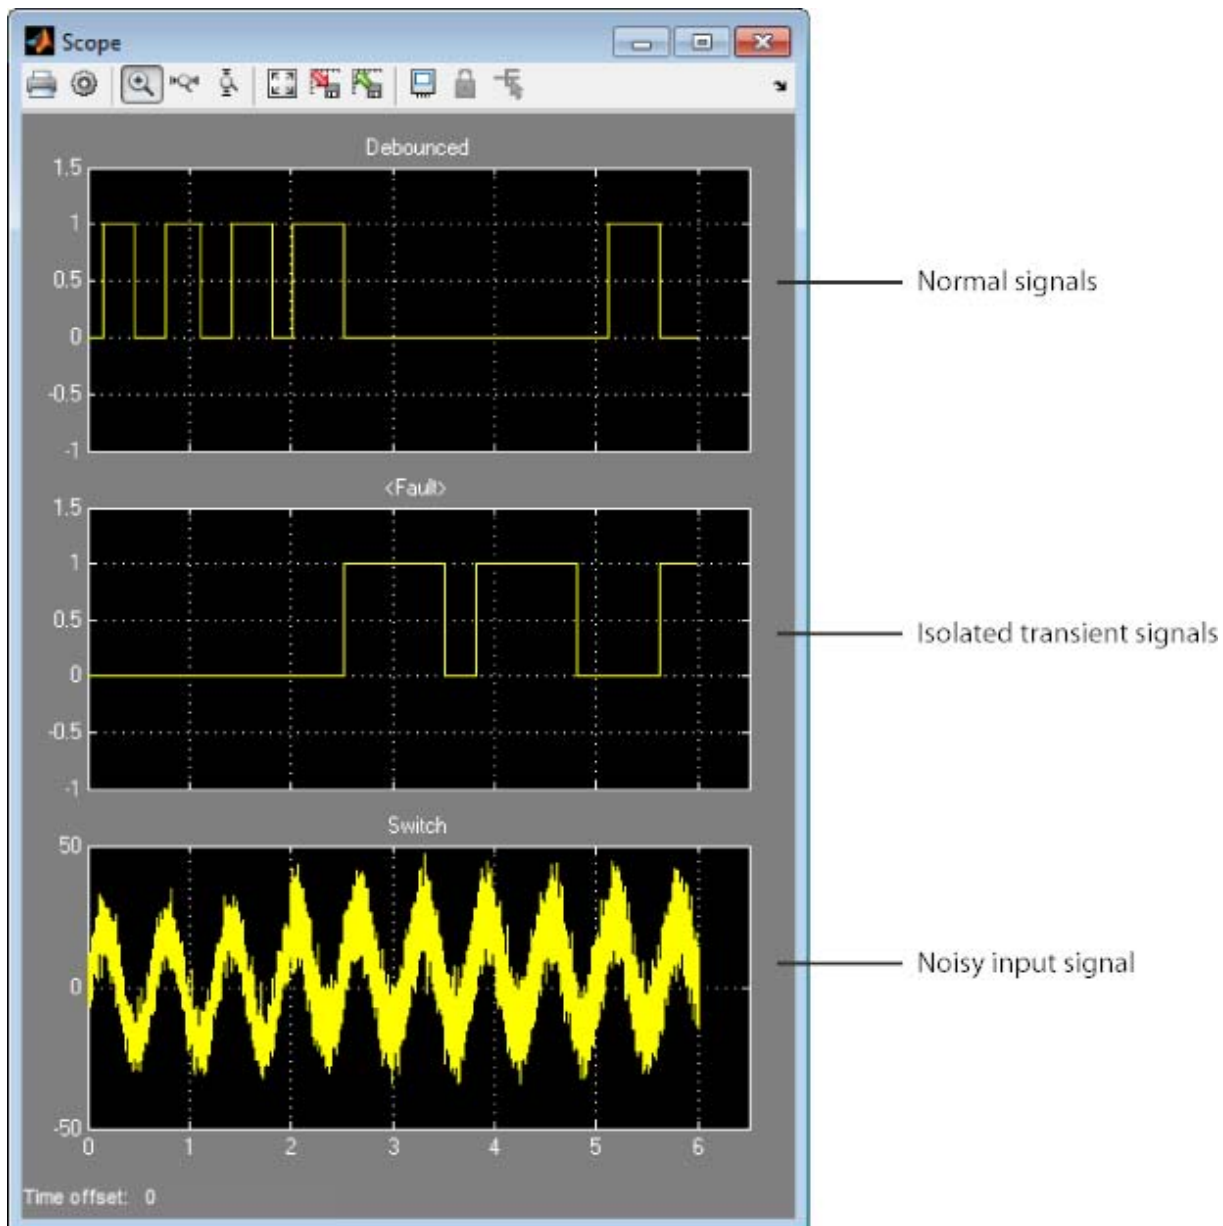 Scope
Debounced
1.5
1
0.5
0
-0.5
-1
Normal signals
<Fault>
1.5
1
0.5
0
-0.5
-1
Isolated transient signals
Switch
50
0
-50
Noisy input signal
0 1 2 3 4 5 6
Time offset: 0